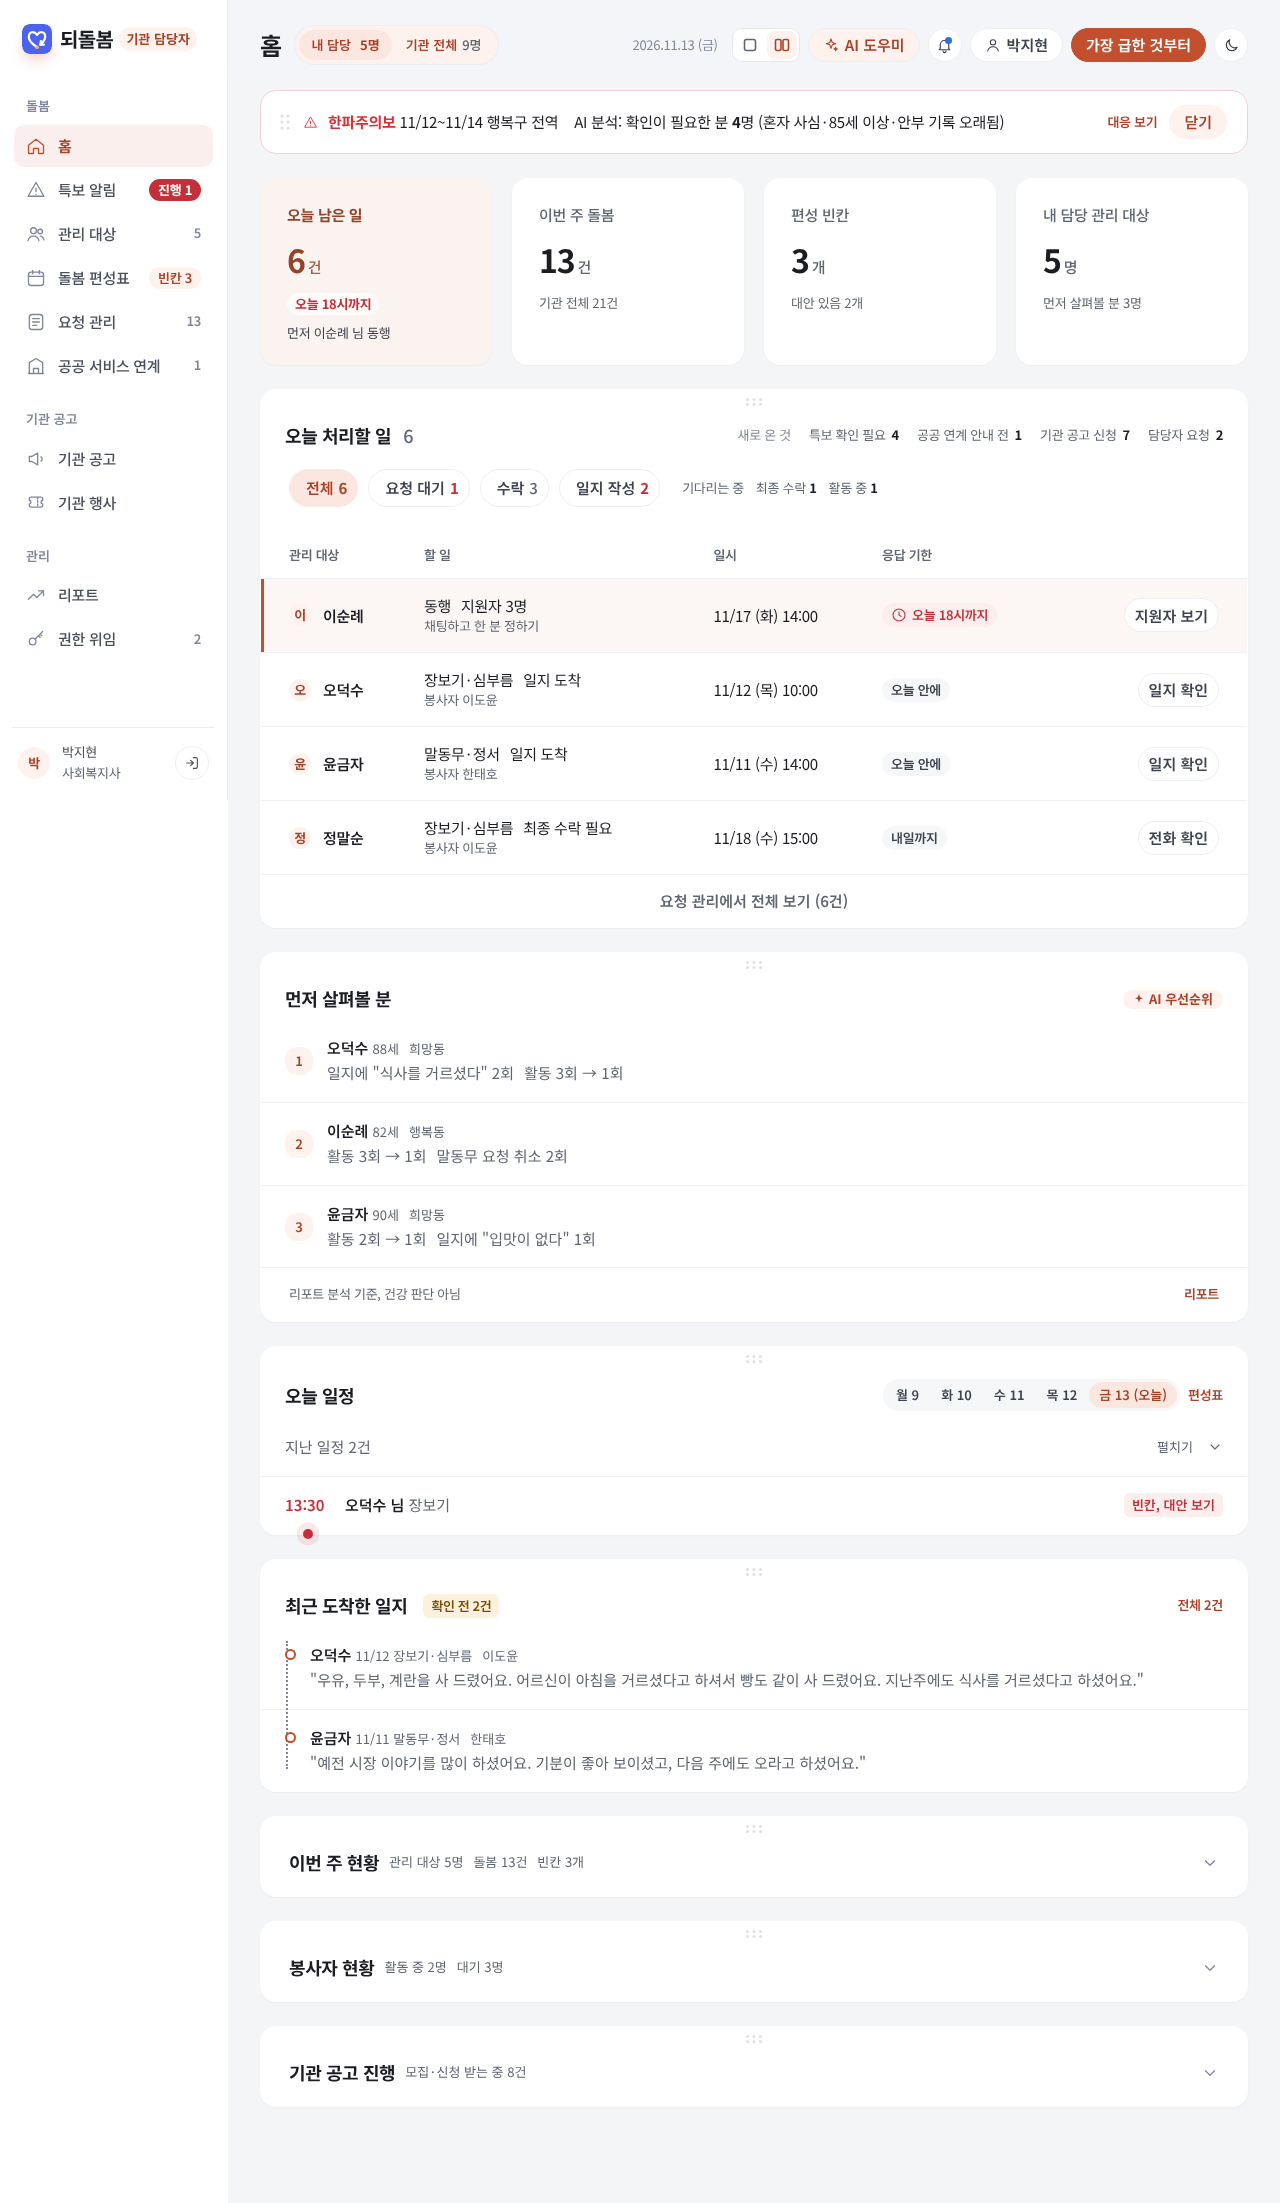 되돌봄 기관 담당자
돌봄
홈
특보 알림 진행 1
관리 대상 5
돌봄 편성표 빈칸 3
요청 관리 13
공공 서비스 연계 1
기관 공고
기관 공고
기관 행사
관리
리포트
권한 위임 2
박 박지현
사회복지사
홈 내 담당 5명 기관 전체 9명 2026.11.13 (금) AI 도우미 박지현 가장 급한 것부터
한파주의보 11/12~11/14 행복구 전역 AI 분석: 확인이 필요한 분 4명 (혼자 사심·85세 이상·안부 기록 오래됨) 대응 보기 닫기
오늘 남은 일
6건
오늘 18시까지
먼저 이순례 님 동행
이번 주 돌봄
13건
기관 전체 21건
편성 빈칸
3개
대안 있음 2개
내 담당 관리 대상
5명
먼저 살펴볼 분 3명
오늘 처리할 일 6 새로 온 것 특보 확인 필요 4 공공 연계 안내 전 1 기관 공고 신청 7 담당자 요청 2
전체 6 요청 대기 1 수락 3 일지 작성 2 기다리는 중 최종 수락 1 활동 중 1
관리 대상 할 일 일시 응답 기한
이 이순례 동행 지원자 3명 11/17 (화) 14:00 오늘 18시까지 지원자 보기
채팅하고 한 분 정하기
오 오덕수 장보기·심부름 일지 도착 11/12 (목) 10:00 오늘 안에 일지 확인
봉사자 이도윤
윤 윤금자 말동무·정서 일지 도착 11/11 (수) 14:00 오늘 안에 일지 확인
봉사자 한태호
정 정말순 장보기·심부름 최종 수락 필요 11/18 (수) 15:00 내일까지 전화 확인
봉사자 이도윤
요청 관리에서 전체 보기 (6건)
먼저 살펴볼 분 AI 우선순위
1 오덕수 88세 희망동
일지에 "식사를 거르셨다" 2회 활동 3회 → 1회
2 이순례 82세 행복동
활동 3회 → 1회 말동무 요청 취소 2회
3 윤금자 90세 희망동
활동 2회 → 1회 일지에 "입맛이 없다" 1회
리포트 분석 기준, 건강 판단 아님 리포트
오늘 일정 월 9 화 10 수 11 목 12 금 13 (오늘) 편성표
지난 일정 2건 펼치기
13:30 오덕수 님 장보기 빈칸, 대안 보기
최근 도착한 일지 확인 전 2건 전체 2건
오덕수 11/12 장보기·심부름 이도윤
"우유, 두부, 계란을 사 드렸어요. 어르신이 아침을 거르셨다고 하셔서 빵도 같이 사 드렸어요. 지난주에도 식사를 거르셨다고 하셨어요."
윤금자 11/11 말동무·정서 한태호
"예전 시장 이야기를 많이 하셨어요. 기분이 좋아 보이셨고, 다음 주에도 오라고 하셨어요."
이번 주 현황 관리 대상 5명 돌봄 13건 빈칸 3개
봉사자 현황 활동 중 2명 대기 3명
기관 공고 진행 모집·신청 받는 중 8건